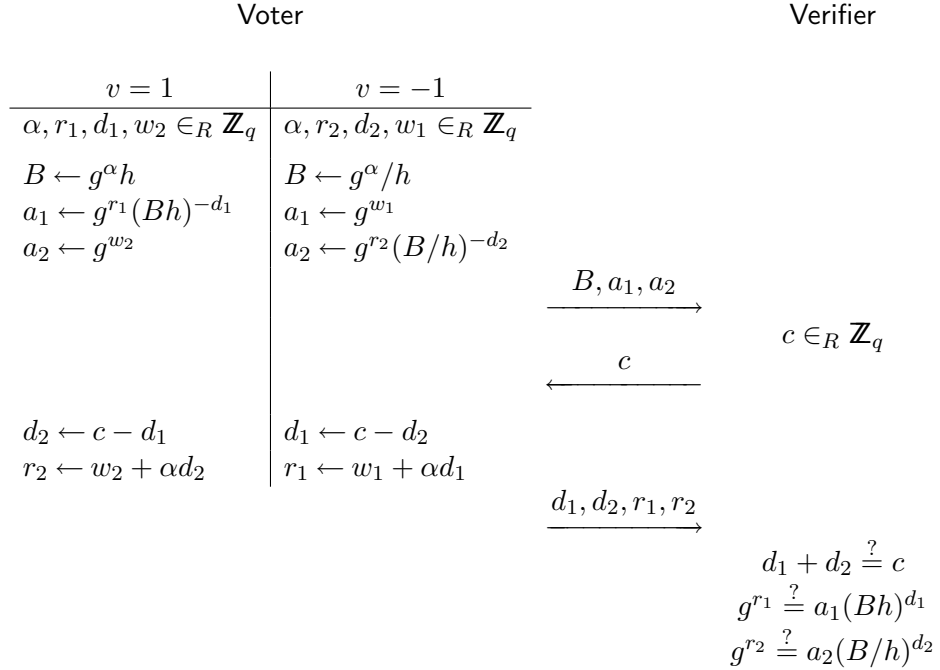 Voter Verifier
v = 1 v = −1
α, r₁, d₁, w₂ ∈_R ℤ_q α, r₂, d₂, w₁ ∈_R ℤ_q
B ← g^α h B ← g^α/h
a₁ ← g^{r₁}(Bh)^{−d₁} a₁ ← g^{w₁}
a₂ ← g^{w₂} a₂ ← g^{r₂}(B/h)^{−d₂}
B, a₁, a₂
c ∈_R ℤ_q
c
d₂ ← c − d₁ d₁ ← c − d₂
r₂ ← w₂ + αd₂ r₁ ← w₁ + αd₁
d₁, d₂, r₁, r₂
d₁ + d₂ ≟ c
g^{r₁} ≟ a₁(Bh)^{d₁}
g^{r₂} ≟ a₂(B/h)^{d₂}